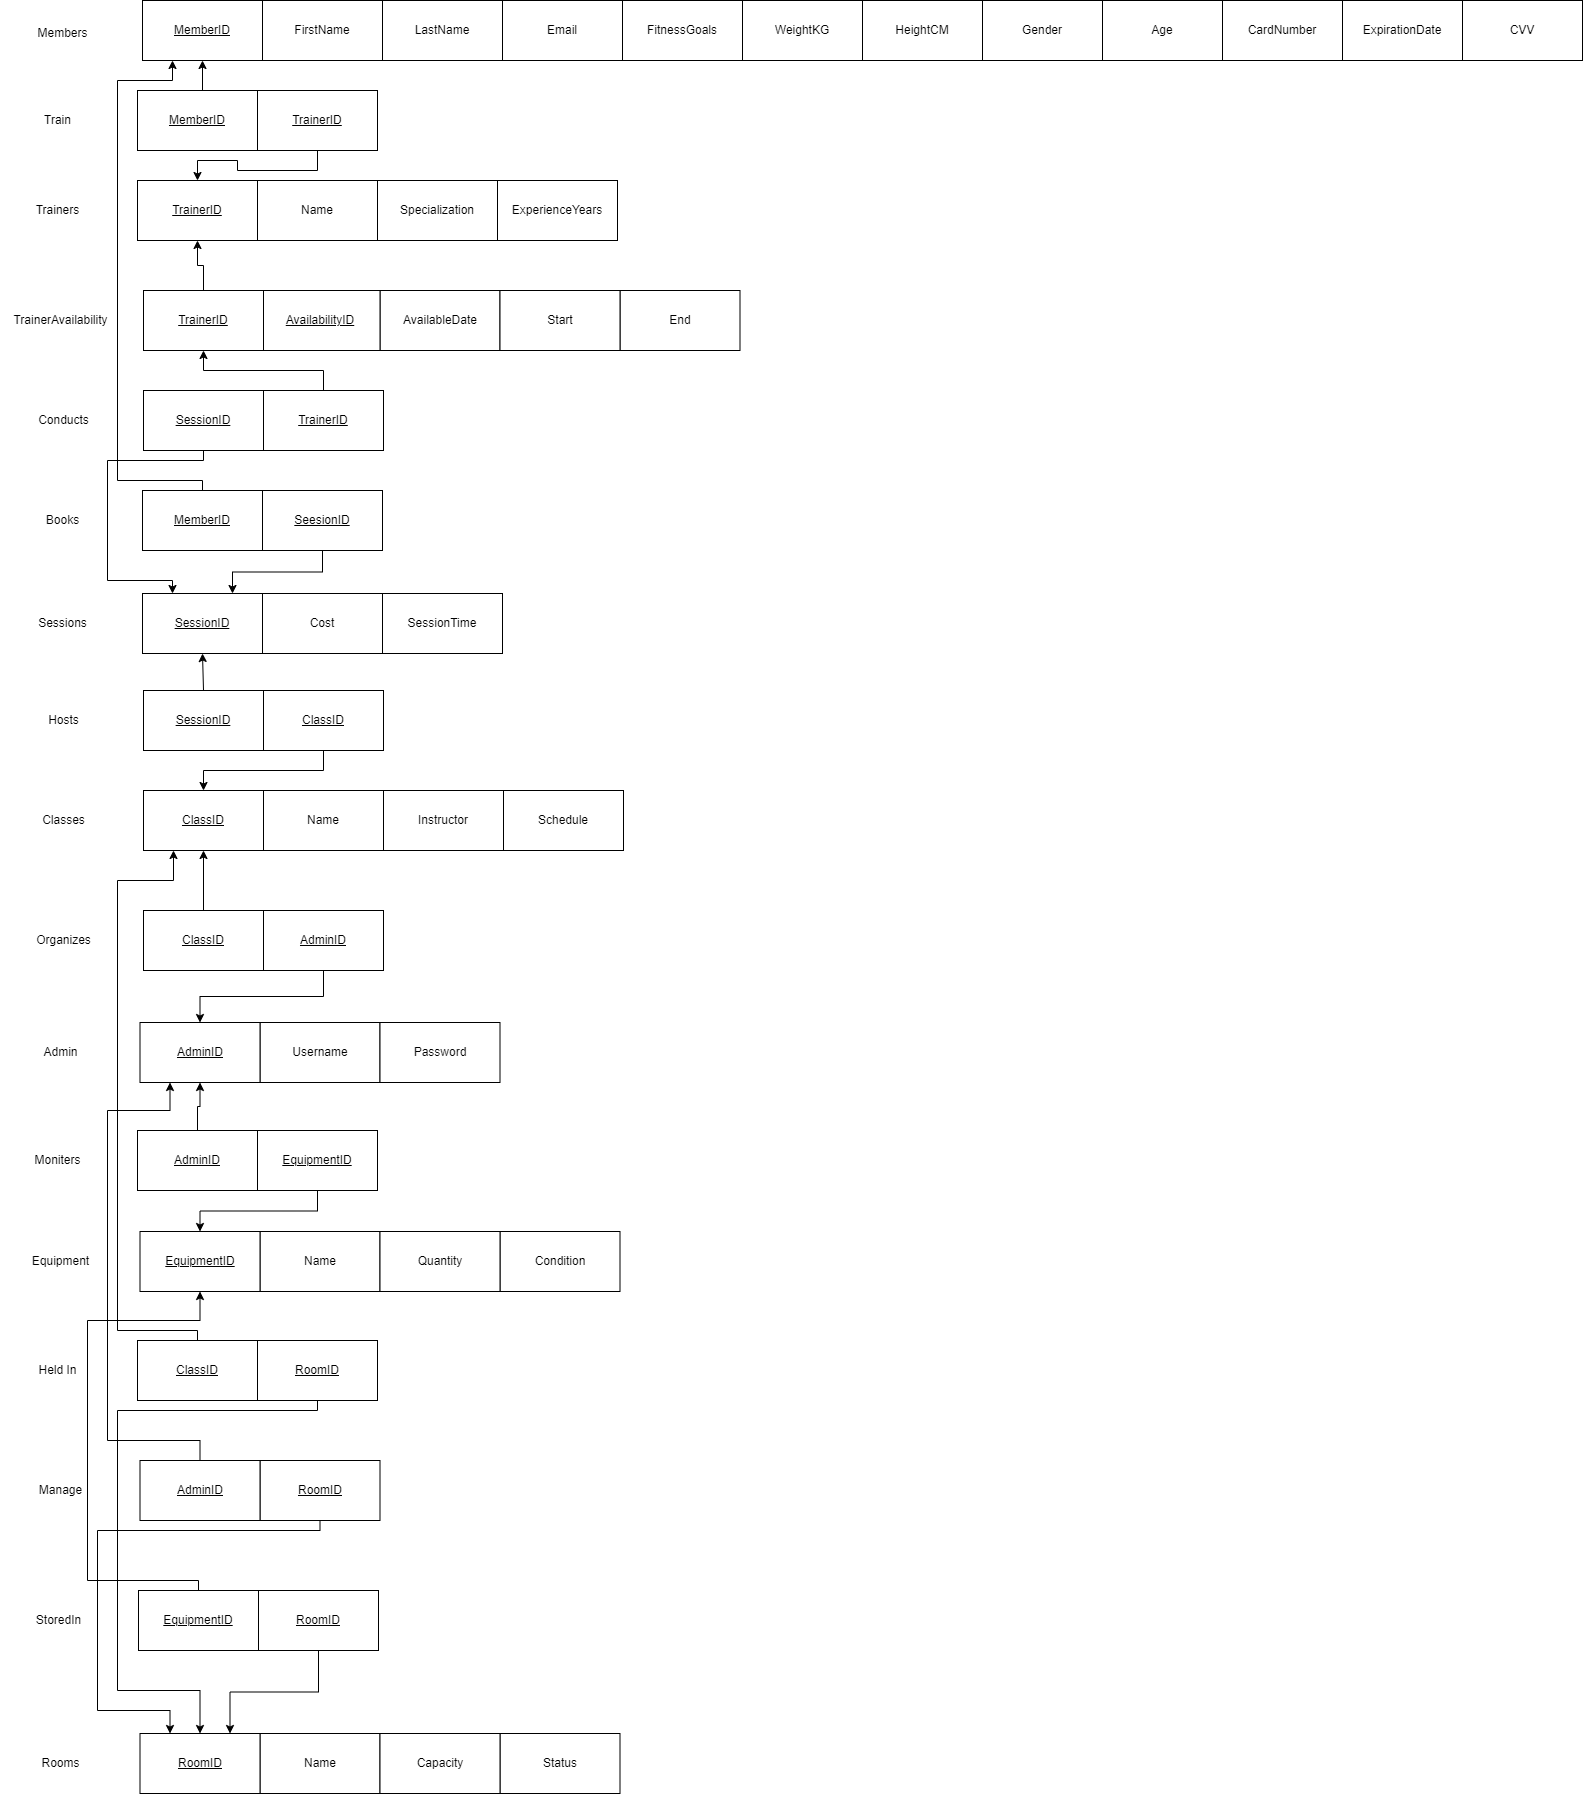 Members MemberID FirstName LastName Email FitnessGoals WeightKG HeightCM Gender Age CardNumber ExpirationDate CVV
Train MemberID TrainerID
Trainers TrainerID Name Specialization ExperienceYears
TrainerAvailability TrainerID AvailabilityID AvailableDate Start End
Conducts SessionID TrainerID
Books MemberID SeesionID
Sessions SessionID Cost SessionTime
Hosts SessionID ClassID
Classes ClassID Name Instructor Schedule
Organizes ClassID AdminID
Admin AdminID Username Password
Moniters AdminID EquipmentID
Equipment EquipmentID Name Quantity Condition
Held In ClassID RoomID
Manage AdminID RoomID
StoredIn EquipmentID RoomID
Rooms RoomID Name Capacity Status